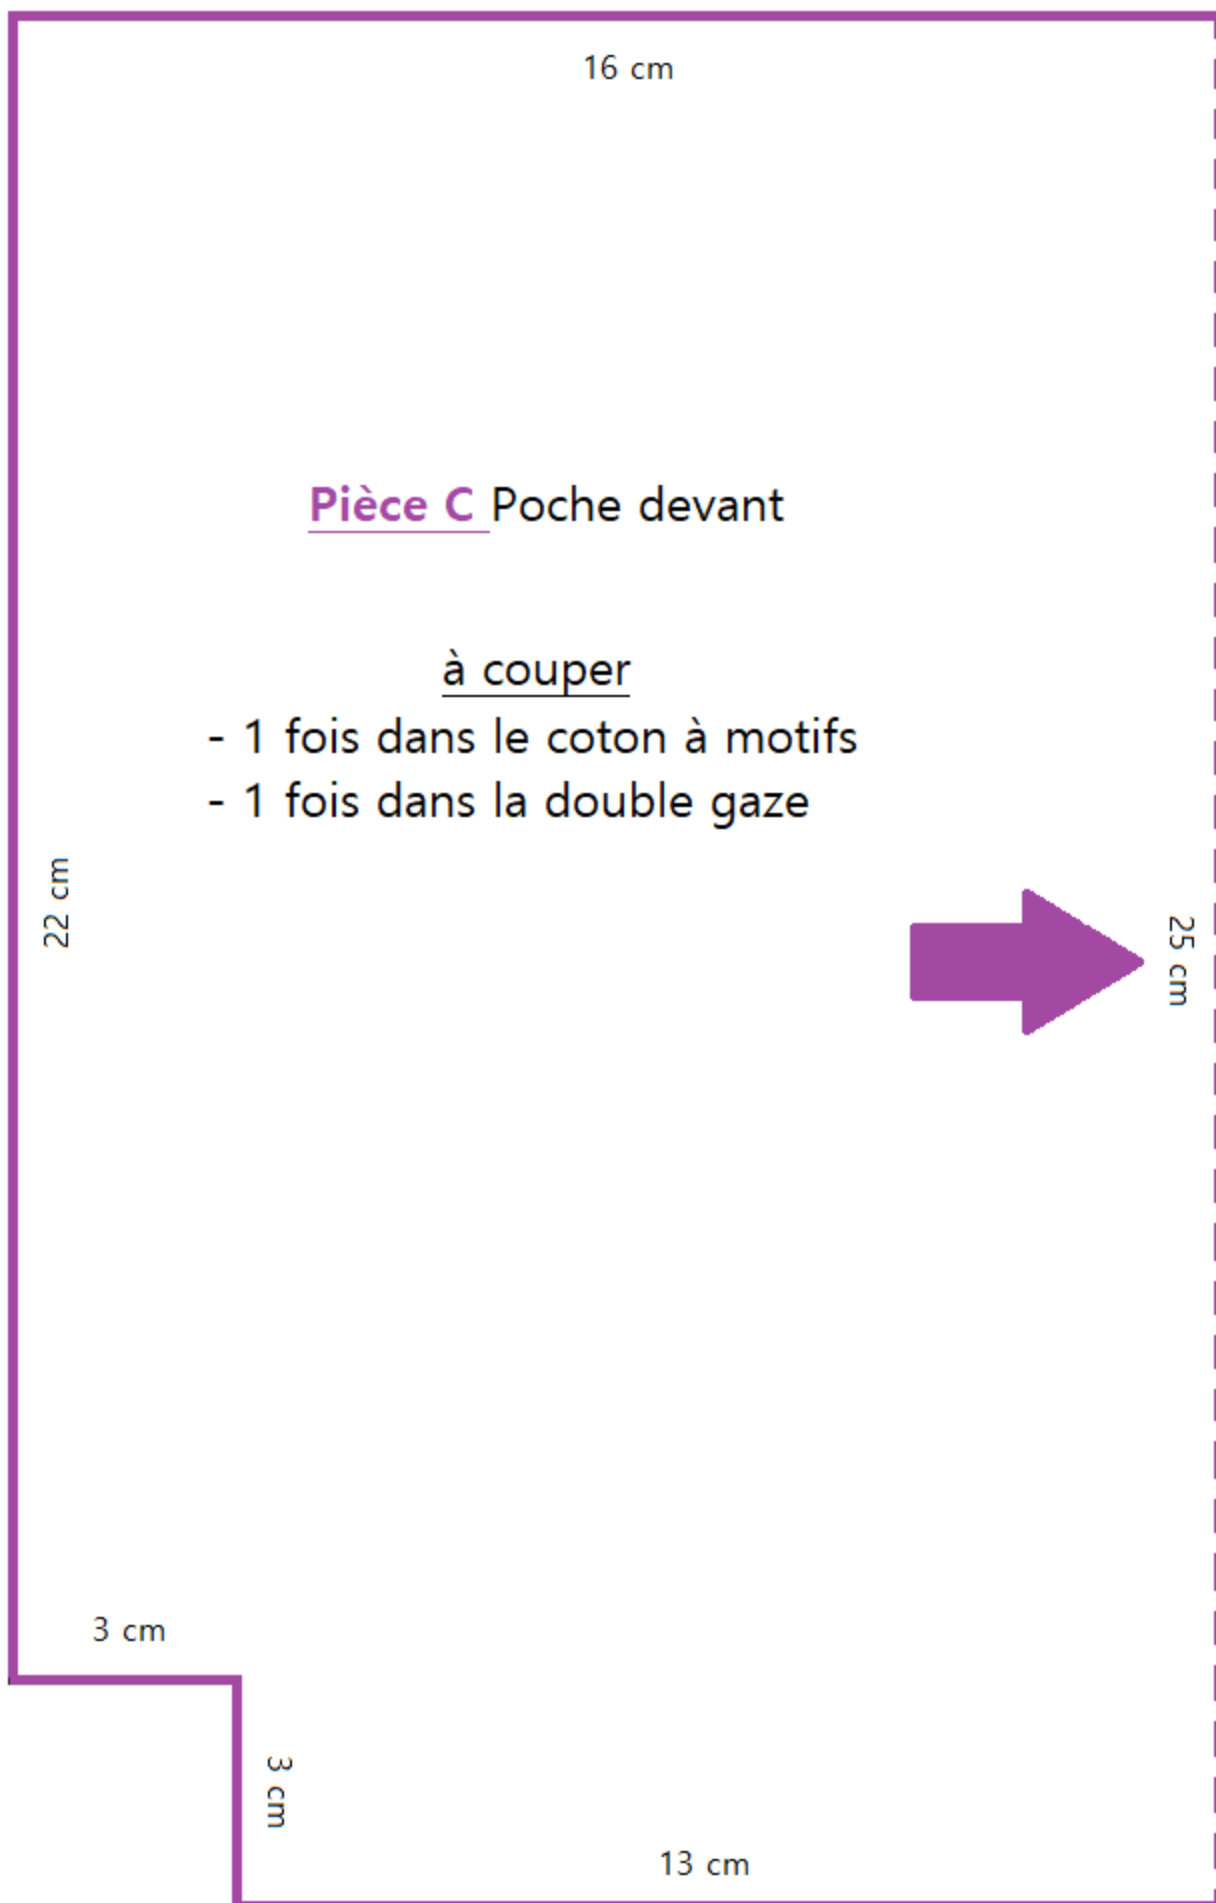 16 cm
Pièce C Poche devant
à couper
- 1 fois dans le coton à motifs
- 1 fois dans la double gaze
22 cm
25 cm
3 cm
3 cm
13 cm